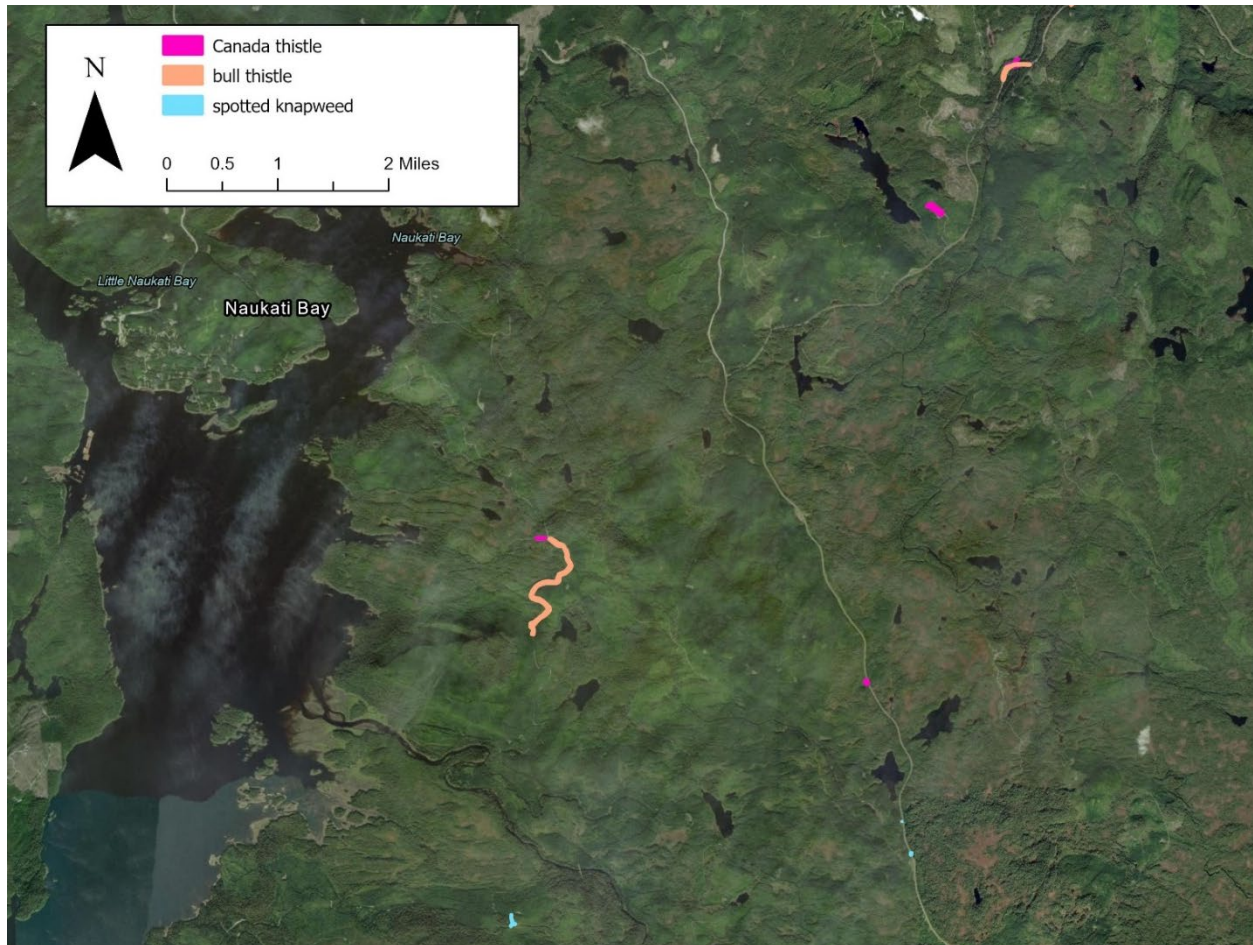 Canada thistle
N
bull thistle
spotted knapweed
0 0.5 1 2 Miles
Naukati Bay
Little Naukati Bay
Naukati Bay